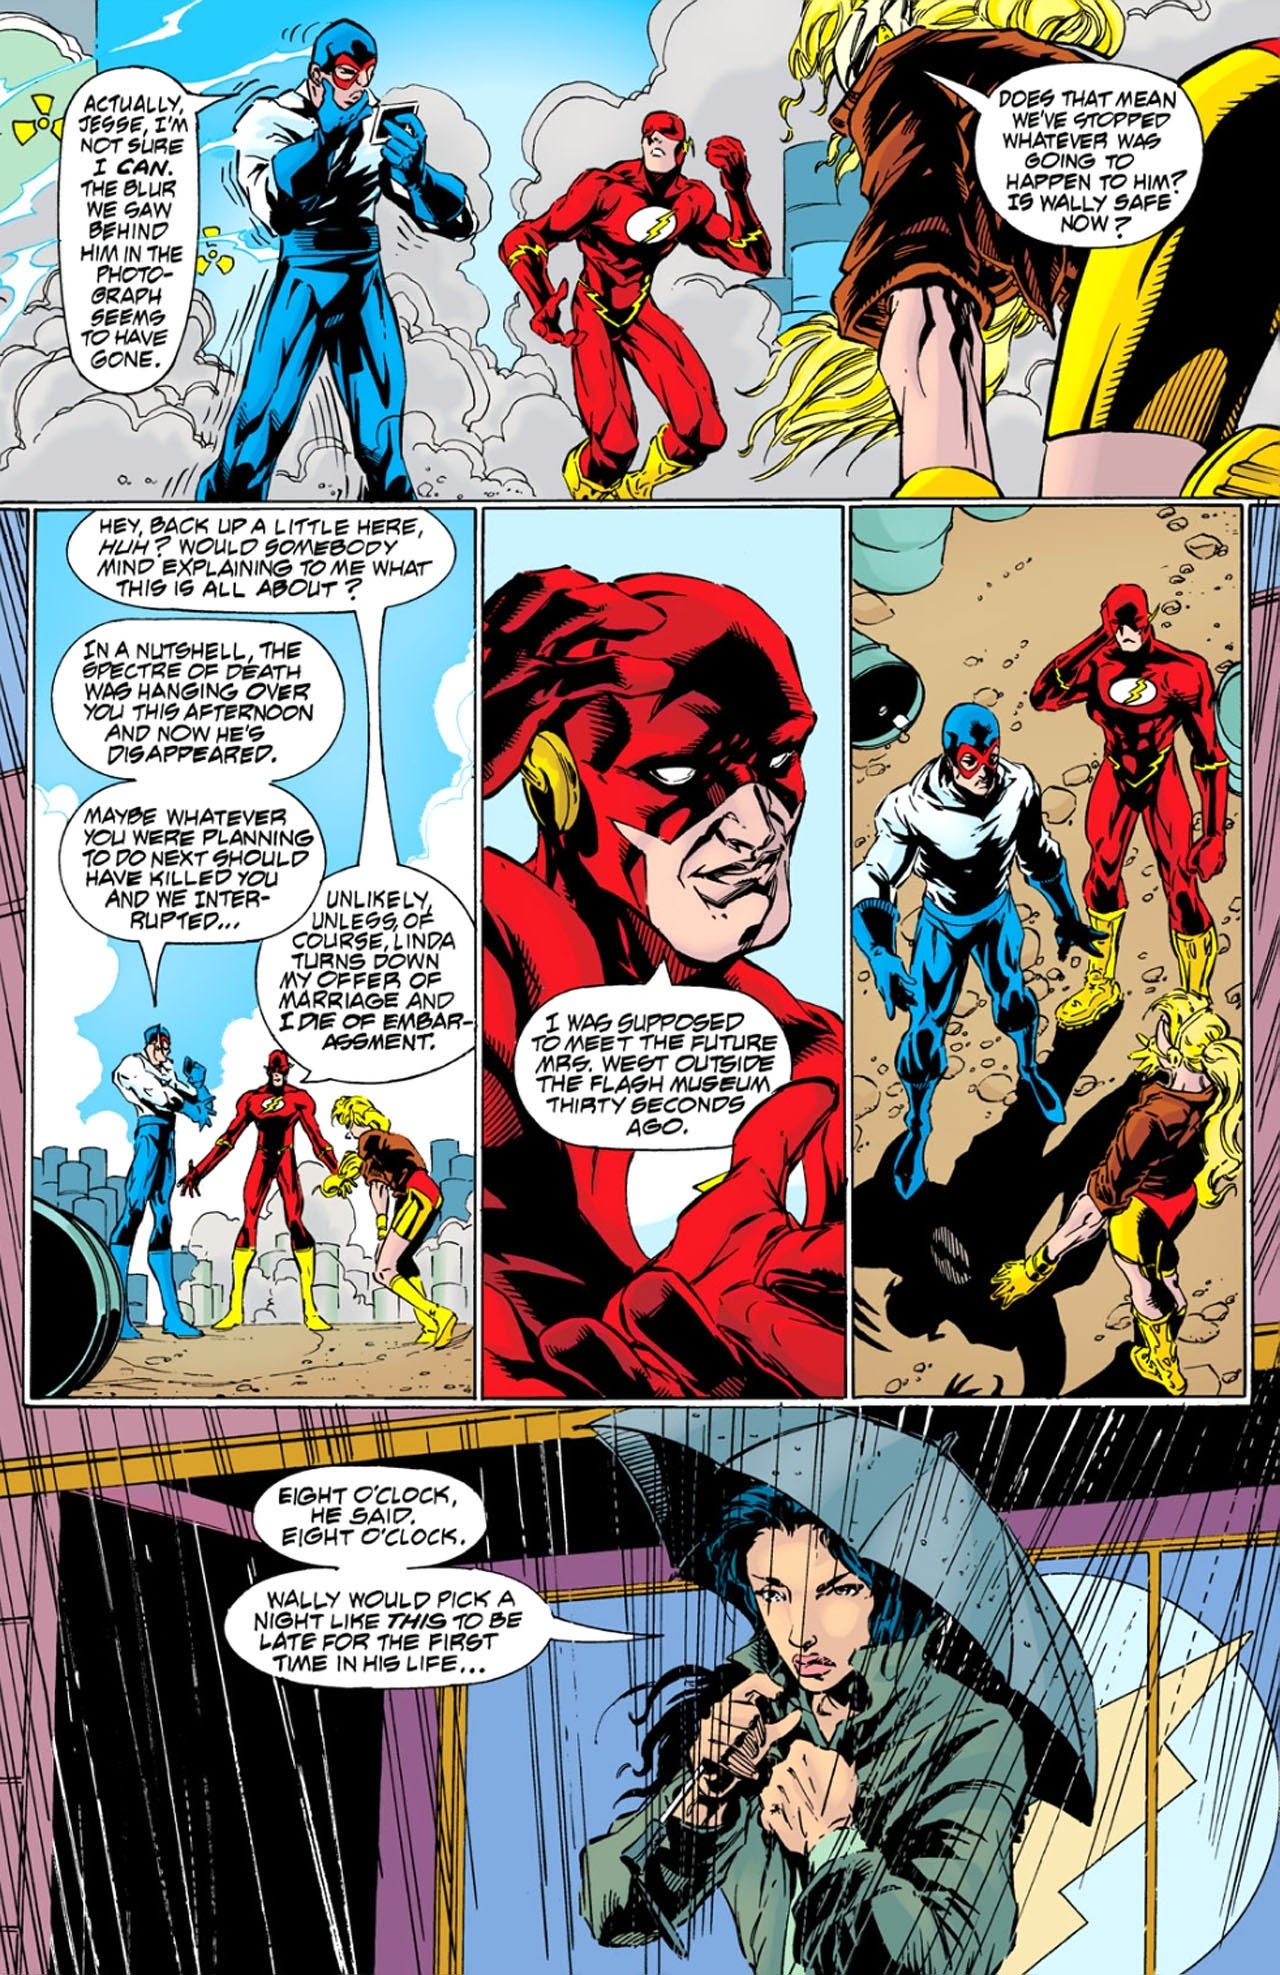 ACTUALLY,
JESSE, I'M
NOT SURE
I CAN.
THE BLUR
WE SAW
BEHIND
HIM IN THE
PHOTO-
GRAPH
SEEMS
TO HAVE
GONE.
DOES THAT MEAN
WE'VE STOPPED
WHATEVER WAS
GOING TO
HAPPEN TO HIM?
IS WALLY SAFE
NOW?
HEY, BACK UP A LITTLE HERE,
HUH? WOULD SOMEBODY
MIND EXPLAINING TO ME WHAT
THIS IS ALL ABOUT?
IN A NUTSHELL, THE
SPECTRE OF DEATH
WAS HANGING OVER
YOU THIS AFTERNOON
AND NOW HE'S
DISAPPEARED.
MAYBE WHATEVER
YOU WERE PLANNING
TO DO NEXT SHOULD
HAVE KILLED YOU
AND WE INTER-
RUPTED...
UNLIKELY,
UNLESS, OF
COURSE, LINDA
TURNS DOWN
MY OFFER OF
MARRIAGE AND
I DIE OF EMBAR-
ASSMENT.
I WAS SUPPOSED
TO MEET THE FUTURE
MRS. WEST OUTSIDE
THE FLASH MUSEUM
THIRTY SECONDS
AGO.
EIGHT O'CLOCK,
HE SAID.
EIGHT O'CLOCK.
WALLY WOULD PICK A
NIGHT LIKE THIS TO BE
LATE FOR THE FIRST
TIME IN HIS LIFE...